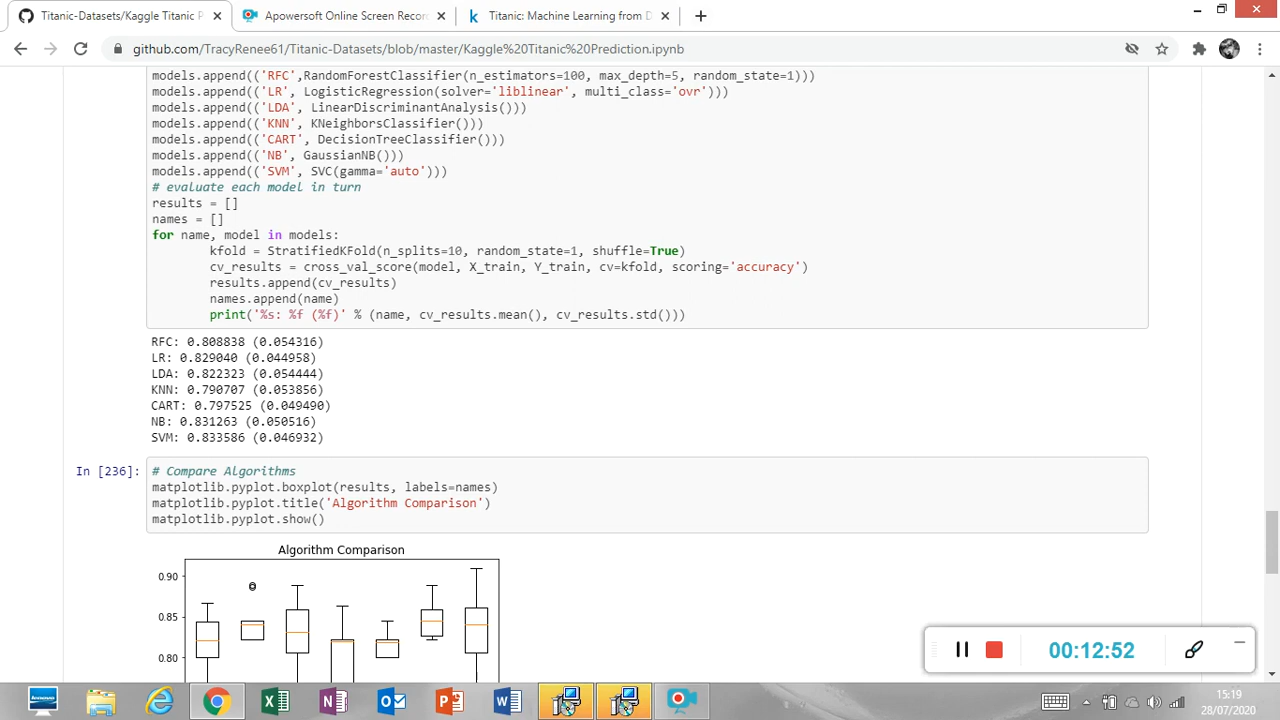 Titanic-Datasets/Kaggle Titanic P
Apowersoft Online Screen Recor
Titanic: Machine Learning from D
github.com/TracyRenee61/Titanic-Datasets/blob/master/Kaggle%20Titanic%20Prediction.ipynb
models.append(('RFC',RandomForestClassifier(n_estimators=100, max_depth=5, random_state=1)))
models.append(('LR', LogisticRegression(solver='liblinear', multi_class='ovr')))
models.append(('LDA', LinearDiscriminantAnalysis()))
models.append(('KNN', KNeighborsClassifier()))
models.append(('CART', DecisionTreeClassifier()))
models.append(('NB', GaussianNB()))
models.append(('SVM', SVC(gamma='auto')))
# evaluate each model in turn
results = []
names = []
for name, model in models:
kfold = StratifiedKFold(n_splits=10, random_state=1, shuffle=True)
cv_results = cross_val_score(model, X_train, Y_train, cv=kfold, scoring='accuracy')
results.append(cv_results)
names.append(name)
print('%s: %f (%f)' % (name, cv_results.mean(), cv_results.std()))
RFC: 0.808838 (0.054316)
LR: 0.829040 (0.044958)
LDA: 0.822323 (0.054444)
KNN: 0.790707 (0.053856)
CART: 0.797525 (0.049490)
NB: 0.831263 (0.050516)
SVM: 0.833586 (0.046932)
In [236]:
# Compare Algorithms
matplotlib.pyplot.boxplot(results, labels=names)
matplotlib.pyplot.title('Algorithm Comparison')
matplotlib.pyplot.show()
Algorithm Comparison
0.90
0.85
0.80
00:12:52
15:19
28/07/2020